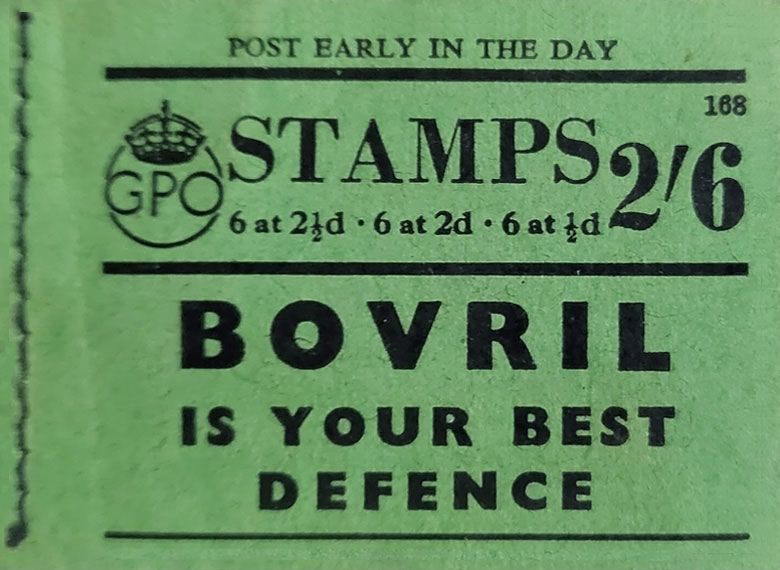 POST EARLY IN THE DAY
168
GPO STAMPS 2/6
6 at 2½d · 6 at 2d · 6 at ½d
BOVRIL
IS YOUR BEST
DEFENCE